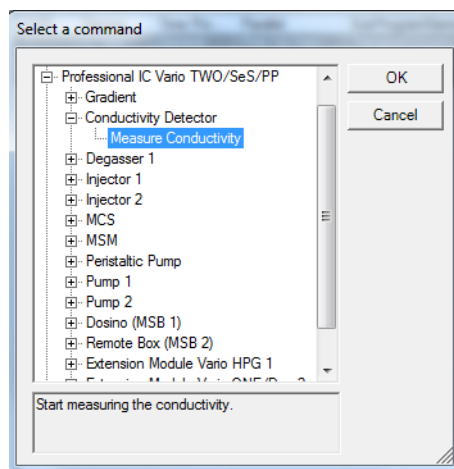 Select a command
Professional IC Vario TWO/SeS/PP
OK
Gradient
Conductivity Detector
Cancel
Measure Conductivity
Degasser 1
Injector 1
Injector 2
MCS
MSM
Peristaltic Pump
Pump 1
Pump 2
Dosino (MSB 1)
Remote Box (MSB 2)
Extension Module Vario HPG 1
Start measuring the conductivity.